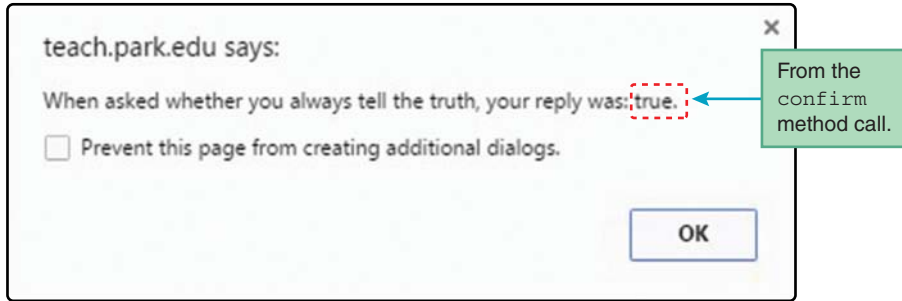 teach.park.edu says:
When asked whether you always tell the truth, your reply was: true.
Prevent this page from creating additional dialogs.
OK
From the
confirm
method call.